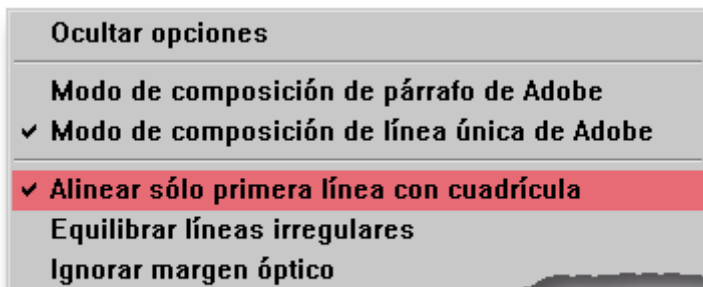 Ocultar opciones
Modo de composición de párrafo de Adobe
Modo de composición de línea única de Adobe
Alinear sólo primera línea con cuadrícula
Equilibrar líneas irregulares
Ignorar margen óptico